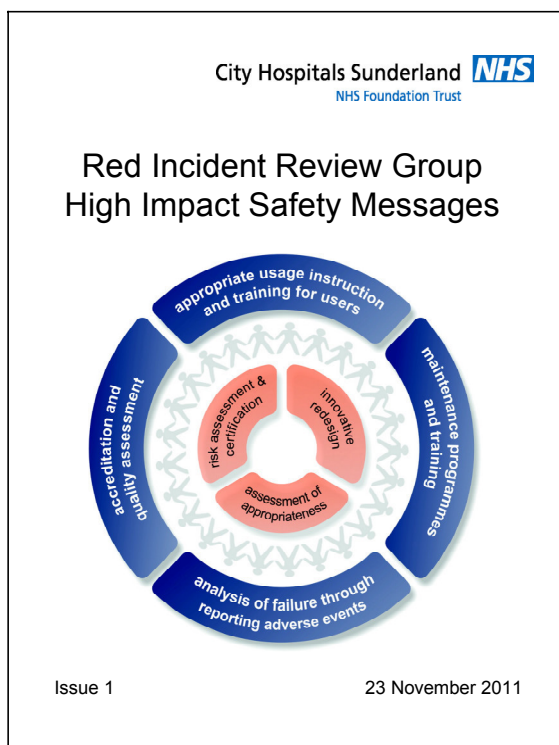 City Hospitals Sunderland NHS
NHS Foundation Trust
Red Incident Review Group
High Impact Safety Messages
appropriate usage instruction
and training for users
maintenance programmes
and training
analysis of failure through
reporting adverse events
accreditation and
quality assessment
risk assessment &
certification
innovative
redesign
assessment of
appropriateness
Issue 1
23 November 2011